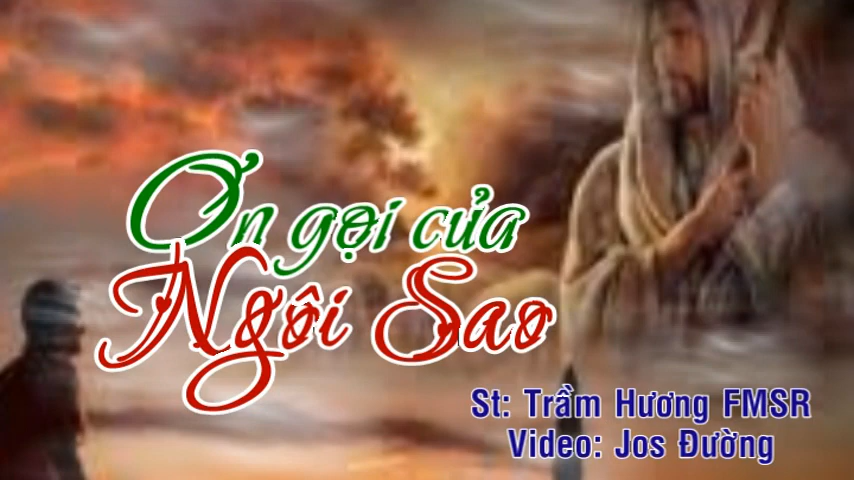 Ơn gọi của
Ngôi Sao
St: Trầm Hương FMSR
Video: Jos Đường